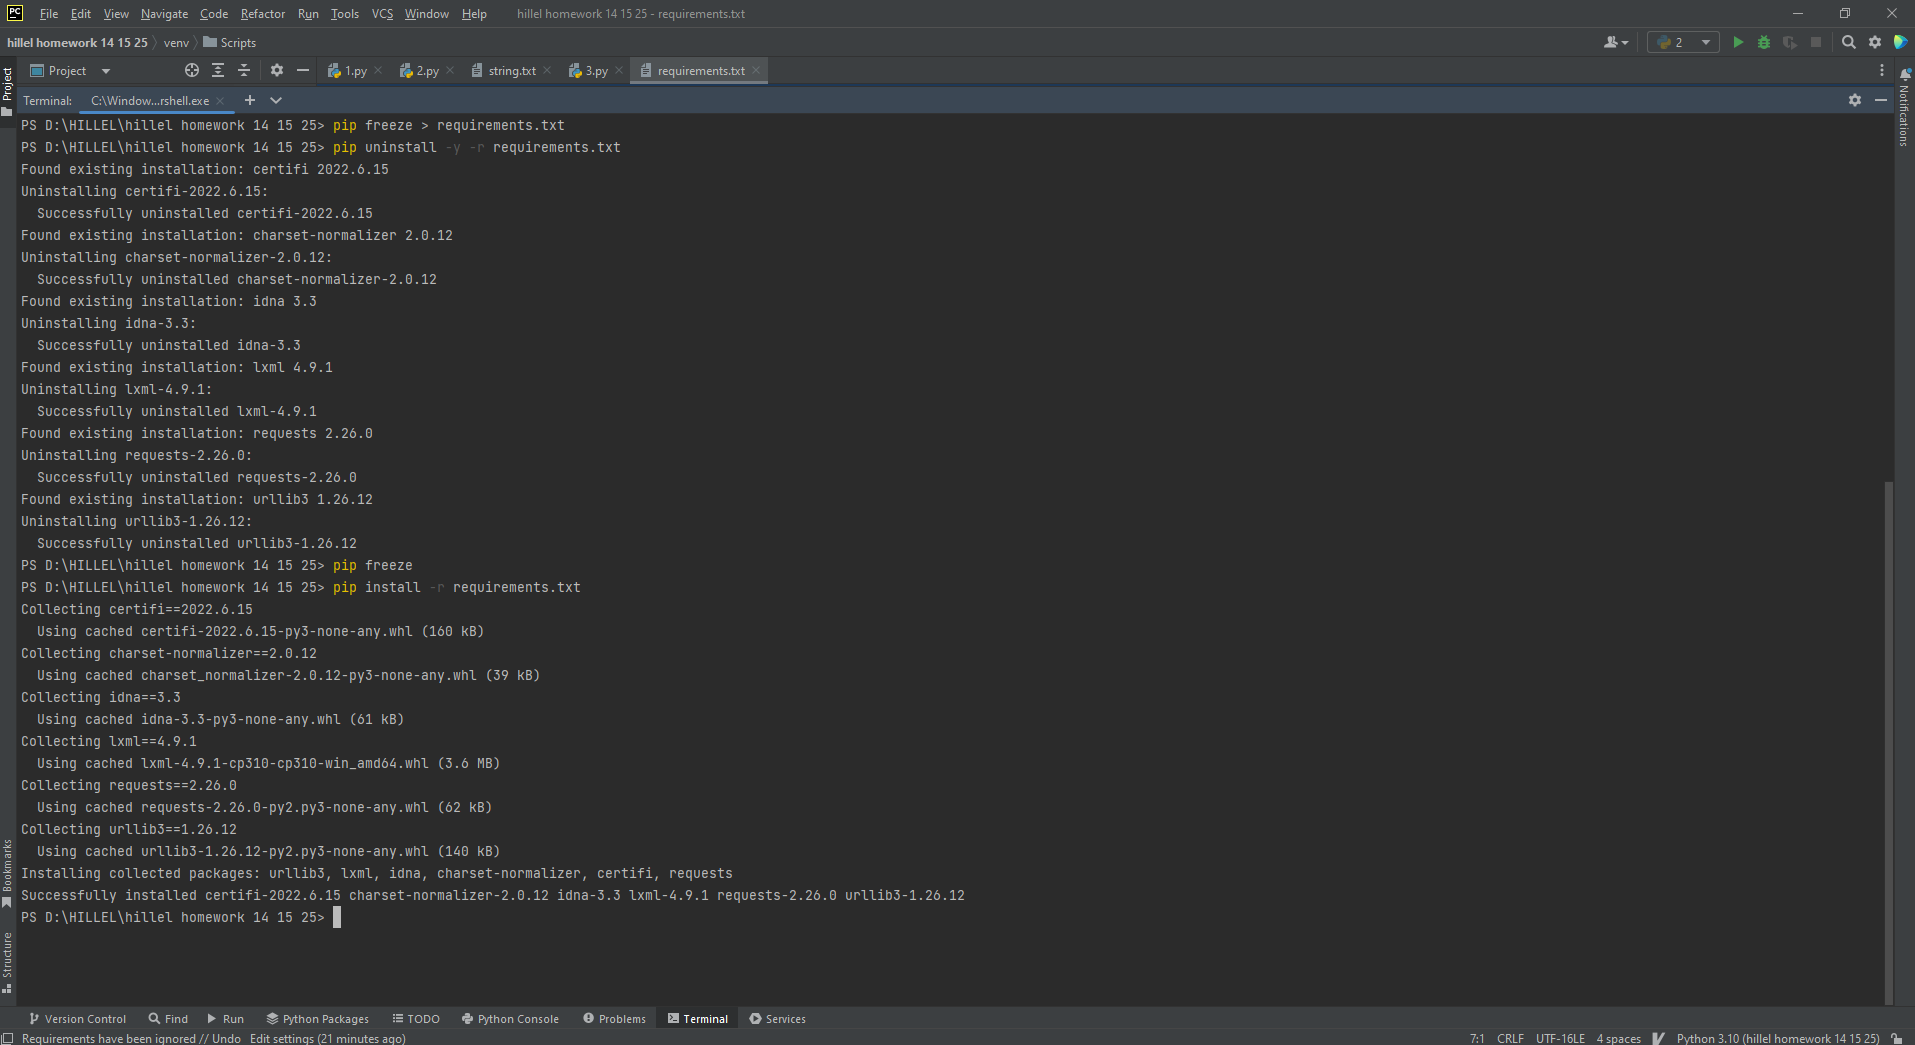 PC File Edit View Navigate Code Refactor Run Tools VCS Window Help hillel homework 14 15 25 - requirements.txt
hillel homework 14 15 25 venv Scripts 2
Project 1.py 2.py string.txt 3.py requirements.txt
Project
Notifications
Terminal: C:\Window...rshell.exe
PS D:\HILLEL\hillel homework 14 15 25> pip freeze > requirements.txt
PS D:\HILLEL\hillel homework 14 15 25> pip uninstall -y -r requirements.txt
Found existing installation: certifi 2022.6.15
Uninstalling certifi-2022.6.15:
  Successfully uninstalled certifi-2022.6.15
Found existing installation: charset-normalizer 2.0.12
Uninstalling charset-normalizer-2.0.12:
  Successfully uninstalled charset-normalizer-2.0.12
Found existing installation: idna 3.3
Uninstalling idna-3.3:
  Successfully uninstalled idna-3.3
Found existing installation: lxml 4.9.1
Uninstalling lxml-4.9.1:
  Successfully uninstalled lxml-4.9.1
Found existing installation: requests 2.26.0
Uninstalling requests-2.26.0:
  Successfully uninstalled requests-2.26.0
Found existing installation: urllib3 1.26.12
Uninstalling urllib3-1.26.12:
  Successfully uninstalled urllib3-1.26.12
PS D:\HILLEL\hillel homework 14 15 25> pip freeze
PS D:\HILLEL\hillel homework 14 15 25> pip install -r requirements.txt
Collecting certifi==2022.6.15
  Using cached certifi-2022.6.15-py3-none-any.whl (160 kB)
Collecting charset-normalizer==2.0.12
  Using cached charset_normalizer-2.0.12-py3-none-any.whl (39 kB)
Collecting idna==3.3
  Using cached idna-3.3-py3-none-any.whl (61 kB)
Collecting lxml==4.9.1
  Using cached lxml-4.9.1-cp310-cp310-win_amd64.whl (3.6 MB)
Collecting requests==2.26.0
  Using cached requests-2.26.0-py2.py3-none-any.whl (62 kB)
Collecting urllib3==1.26.12
  Using cached urllib3-1.26.12-py2.py3-none-any.whl (140 kB)
Installing collected packages: urllib3, lxml, idna, charset-normalizer, certifi, requests
Successfully installed certifi-2022.6.15 charset-normalizer-2.0.12 idna-3.3 lxml-4.9.1 requests-2.26.0 urllib3-1.26.12
PS D:\HILLEL\hillel homework 14 15 25>
Bookmarks
Structure
Version Control Find Run Python Packages TODO Python Console Problems Terminal Services
Requirements have been ignored // Undo Edit settings (21 minutes ago) 7:1 CRLF UTF-16LE 4 spaces Python 3.10 (hillel homework 14 15 25)